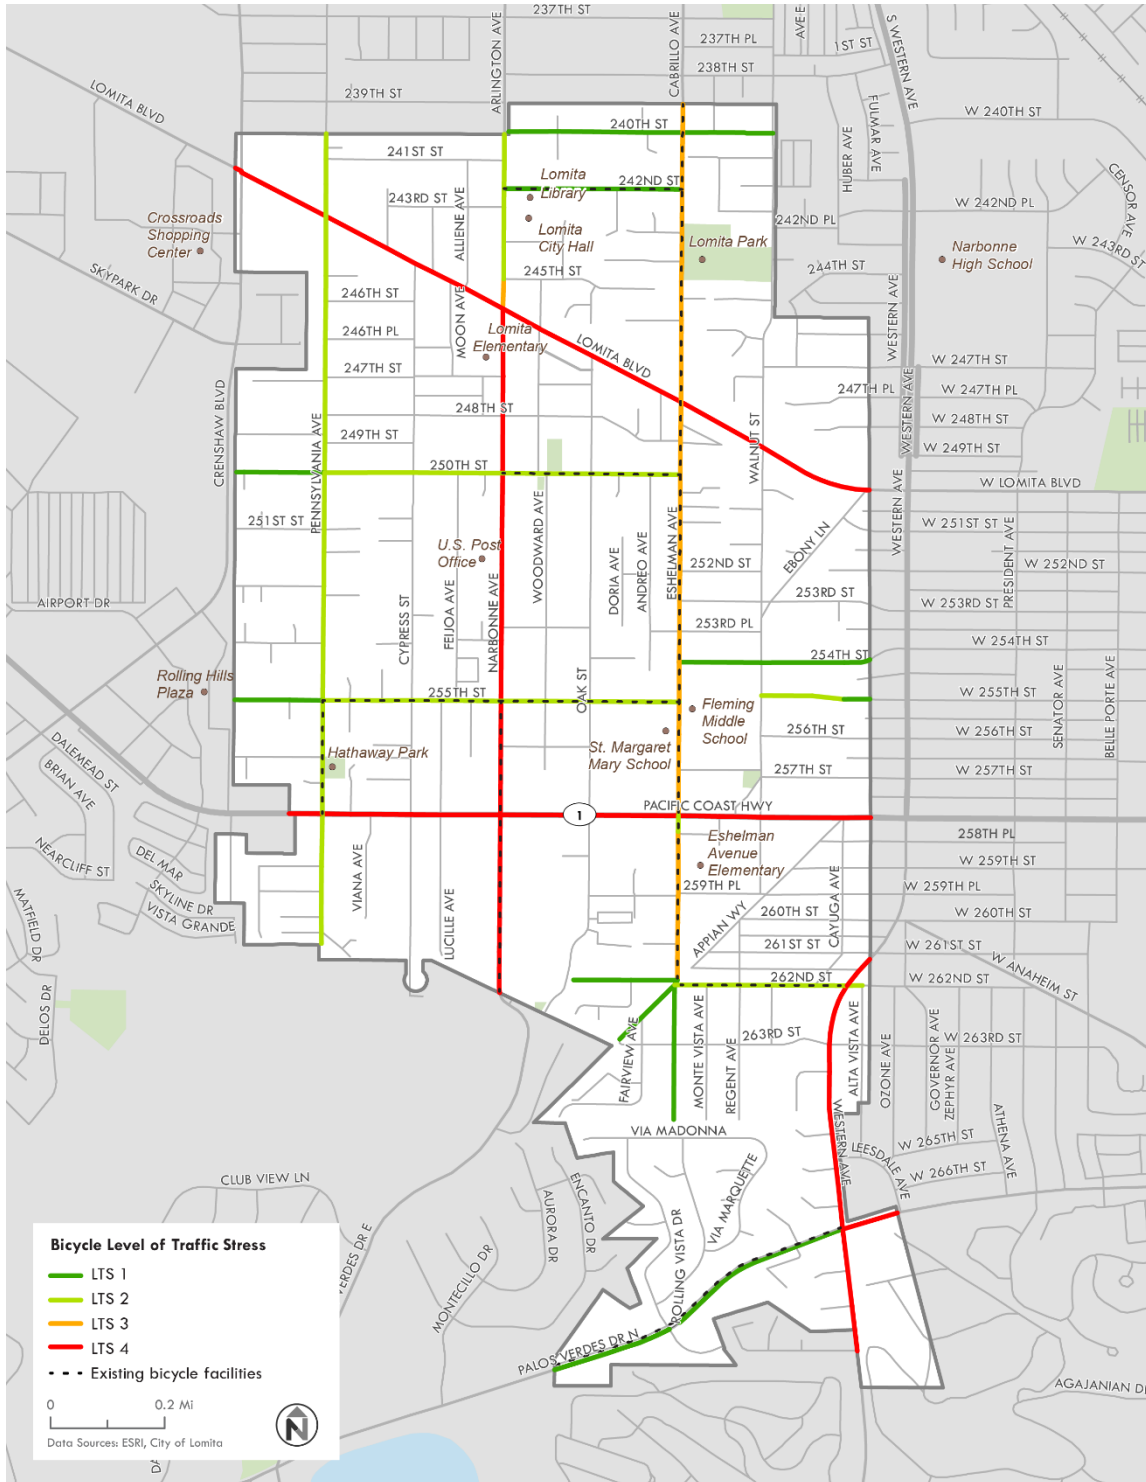 237TH ST
237TH PL
1ST ST
238TH ST
AVE E
S WESTERN AVE
ARLINGTON AVE
CABRILLO AVE
LOMITA BLVD
239TH ST
240TH ST
W 240TH ST
FULMAR AVE
HUBER AVE
CENSOR AVE
241ST ST
242ND ST
243RD ST
ALLIENE AVE
Lomita
Library
Lomita
City Hall
Lomita Park
242ND PL
W 242ND PL
W 243RD ST
Crossroads
Shopping
Center
Narbonne
High School
SKYPARK DR
245TH ST
244TH ST
246TH ST
MOON AVE
246TH PL
Lomita
Elementary
LOMITA BLVD
WESTERN AVE
247TH ST
W 247TH ST
247TH PL
W 247TH PL
248TH ST
W 248TH ST
WESTERN AVE
249TH ST
W 249TH ST
CRENSHAW BLVD
PENNSYLVANIA AVE
WALNUT ST
250TH ST
W LOMITA BLVD
251ST ST
W 251ST ST
WESTERN AVE
U.S. Post
Office
WOODWARD AVE
ESHELMAN AVE
EBONY LN
PRESIDENT AVE
252ND ST
W 252ND ST
DORIA AVE
ANDREO AVE
253RD ST
W 253RD ST
AIRPORT DR
CYPRESS ST
FEIJOA AVE
NARBONNE AVE
253RD PL
254TH ST
W 254TH ST
Rolling Hills
Plaza
255TH ST
OAK ST
W 255TH ST
SENATOR AVE
BELLE PORTE AVE
Fleming
Middle
School
St. Margaret
Mary School
256TH ST
W 256TH ST
DALEMEAD ST
BRIAN AVE
Hathaway Park
257TH ST
W 257TH ST
PACIFIC COAST HWY
1
258TH PL
NEARCLIFF ST
DEL MAR
Eshelman
Avenue
Elementary
W 259TH ST
VIANA AVE
259TH PL
W 259TH PL
SKYLINE DR
VISTA GRANDE
MATFIELD DR
LUCILLE AVE
APPIAN WY
260TH ST
W 260TH ST
CAYUGA AVE
261ST ST
W 261ST ST
W ANAHEIM ST
262ND ST
W 262ND ST
DELOS DR
FAIRVIEW AVE
MONTE VISTA AVE
REGENT AVE
263RD ST
W 263RD ST
ALTA VISTA AVE
OZONE AVE
GOVERNOR AVE
ZEPHYR AVE
ATHENA AVE
VIA MADONNA
WESTERN AVE
LEESDALE AVE
W 265TH ST
W 266TH ST
CLUB VIEW LN
ENCANTO DR
AURORA DR
VIA MARQUETTE
MONTECILLO DR
ROLLING VISTA DR
VERDES DR E
PALOS VERDES DR N
AGAJANIAN DR
Bicycle Level of Traffic Stress
LTS 1
LTS 2
LTS 3
LTS 4
Existing bicycle facilities
0 0.2 Mi
N
Data Sources: ESRI, City of Lomita